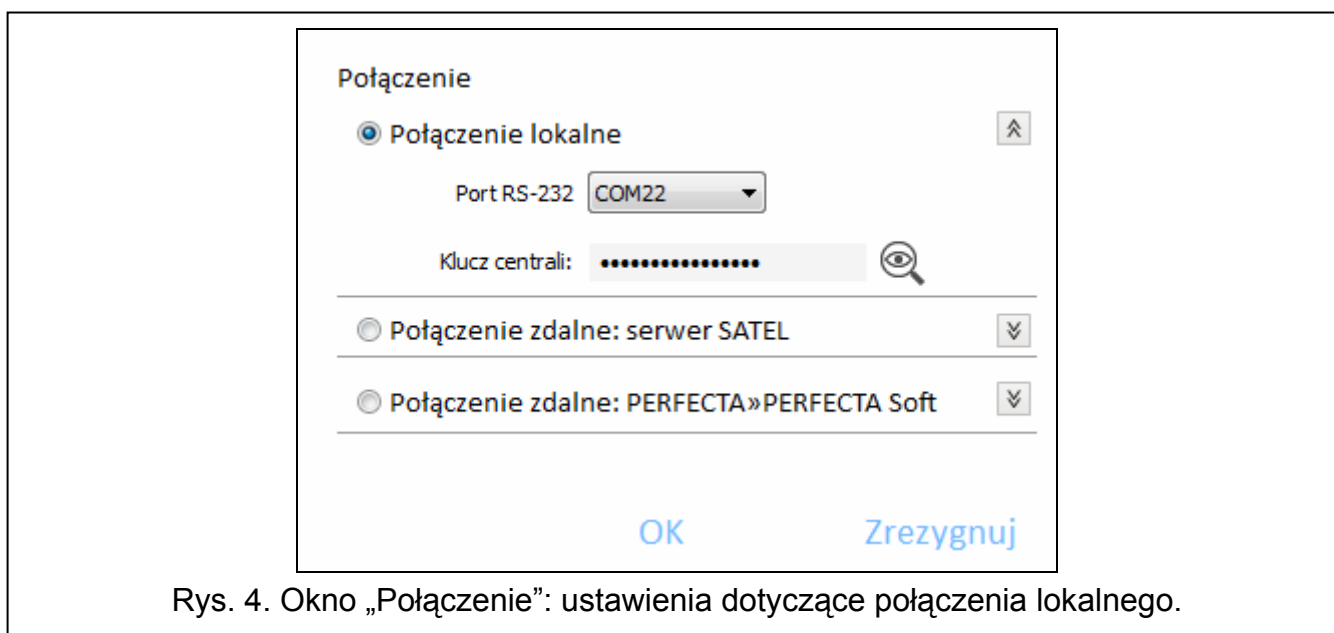 Połączenie
Połączenie lokalne
Port RS-232 COM22
Klucz centrali: ••••••••••••••••
Połączenie zdalne: serwer SATEL
Połączenie zdalne: PERFECTA»PERFECTA Soft
OK Zrezygnuj
Rys. 4. Okno „Połączenie”: ustawienia dotyczące połączenia lokalnego.